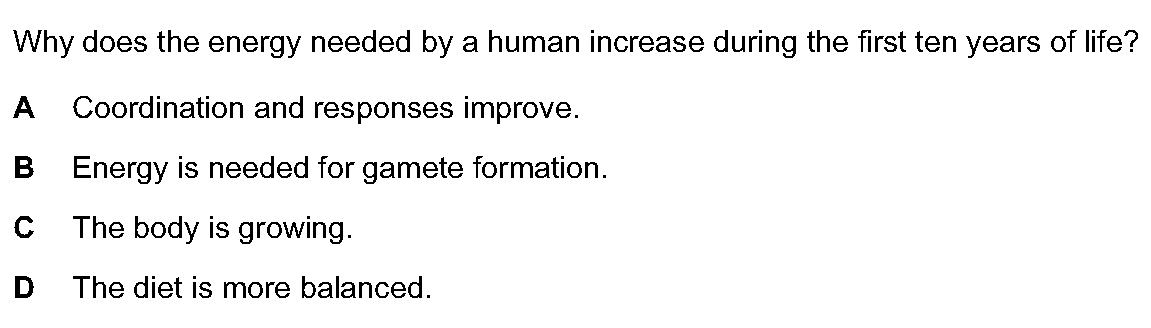 Why does the energy needed by a human increase during the first ten years of life?
A Coordination and responses improve.
B Energy is needed for gamete formation.
C The body is growing.
D The diet is more balanced.